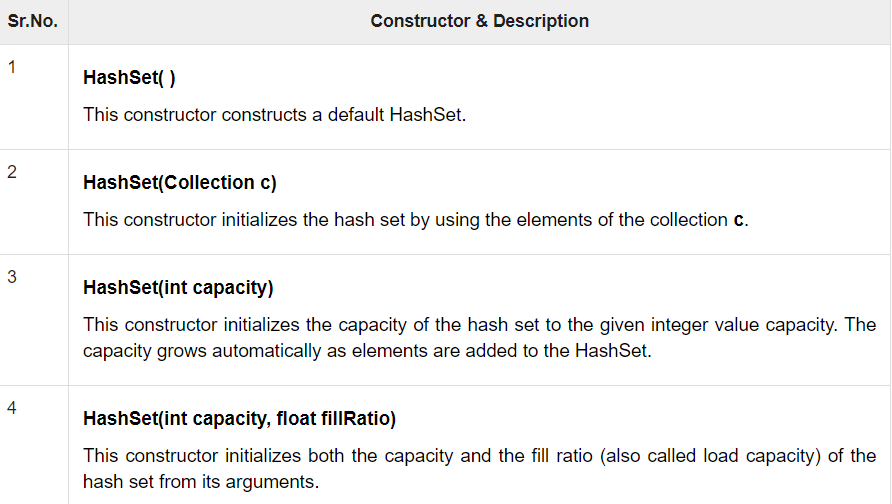 Sr.No. Constructor & Description
1
HashSet( )
This constructor constructs a default HashSet.
2
HashSet(Collection c)
This constructor initializes the hash set by using the elements of the collection c.
3
HashSet(int capacity)
This constructor initializes the capacity of the hash set to the given integer value capacity. The
capacity grows automatically as elements are added to the HashSet.
4
HashSet(int capacity, float fillRatio)
This constructor initializes both the capacity and the fill ratio (also called load capacity) of the
hash set from its arguments.